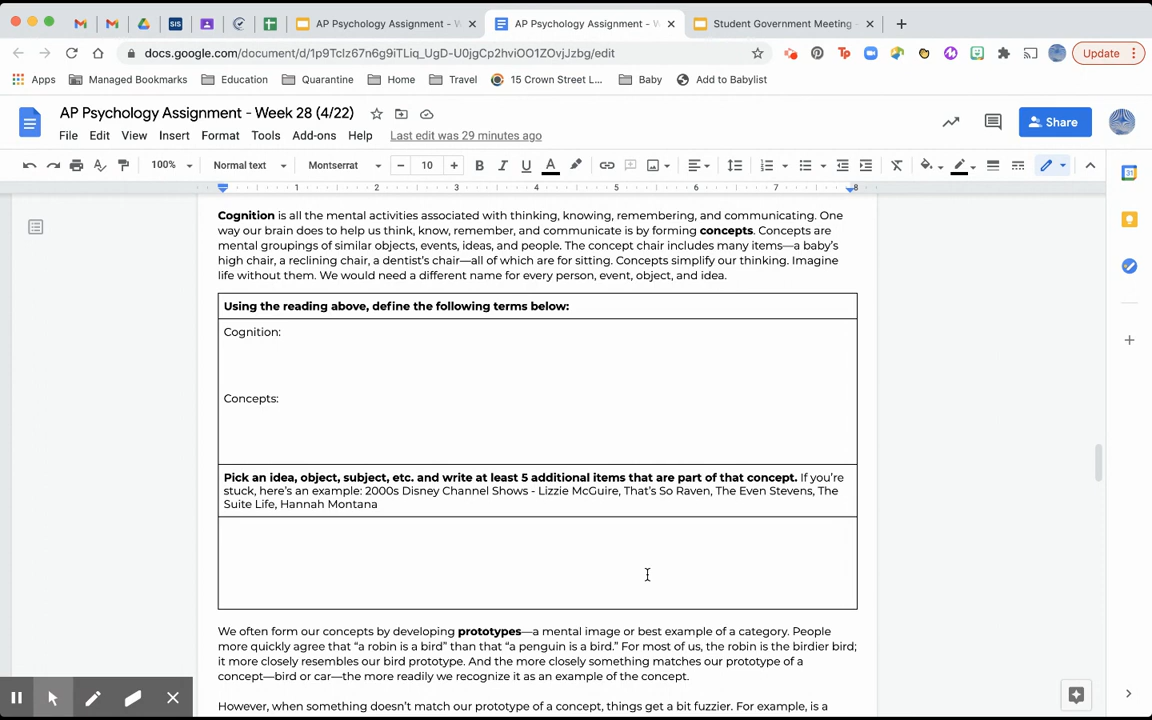 AP Psychology Assignment - W
AP Psychology Assignment - W
Student Government Meeting -
docs.google.com/document/d/1p9Tclz67n6g9iTLiq_UgD-U0jgCp2hviOO1ZOvjJzbg/edit
Update
Apps Managed Bookmarks Education Quarantine Home Travel 15 Crown Street L... Baby Add to Babylist
AP Psychology Assignment - Week 28 (4/22)
File Edit View Insert Format Tools Add-ons Help Last edit was 29 minutes ago
Share
100% Normal text Montserrat 10
1 2 3 4 5 6 7 8
Cognition is all the mental activities associated with thinking, knowing, remembering, and communicating. One
way our brain does to help us think, know, remember, and communicate is by forming concepts. Concepts are
mental groupings of similar objects, events, ideas, and people. The concept chair includes many items—a baby's
high chair, a reclining chair, a dentist's chair—all of which are for sitting. Concepts simplify our thinking. Imagine
life without them. We would need a different name for every person, event, object, and idea.
Using the reading above, define the following terms below:
Cognition:
Concepts:
Pick an idea, object, subject, etc. and write at least 5 additional items that are part of that concept. If you're
stuck, here's an example: 2000s Disney Channel Shows - Lizzie McGuire, That's So Raven, The Even Stevens, The
Suite Life, Hannah Montana
We often form our concepts by developing prototypes—a mental image or best example of a category. People
more quickly agree that "a robin is a bird" than that "a penguin is a bird." For most of us, the robin is the birdier bird;
it more closely resembles our bird prototype. And the more closely something matches our prototype of a
concept—bird or car—the more readily we recognize it as an example of the concept.
However, when something doesn't match our prototype of a concept, things get a bit fuzzier. For example, is a